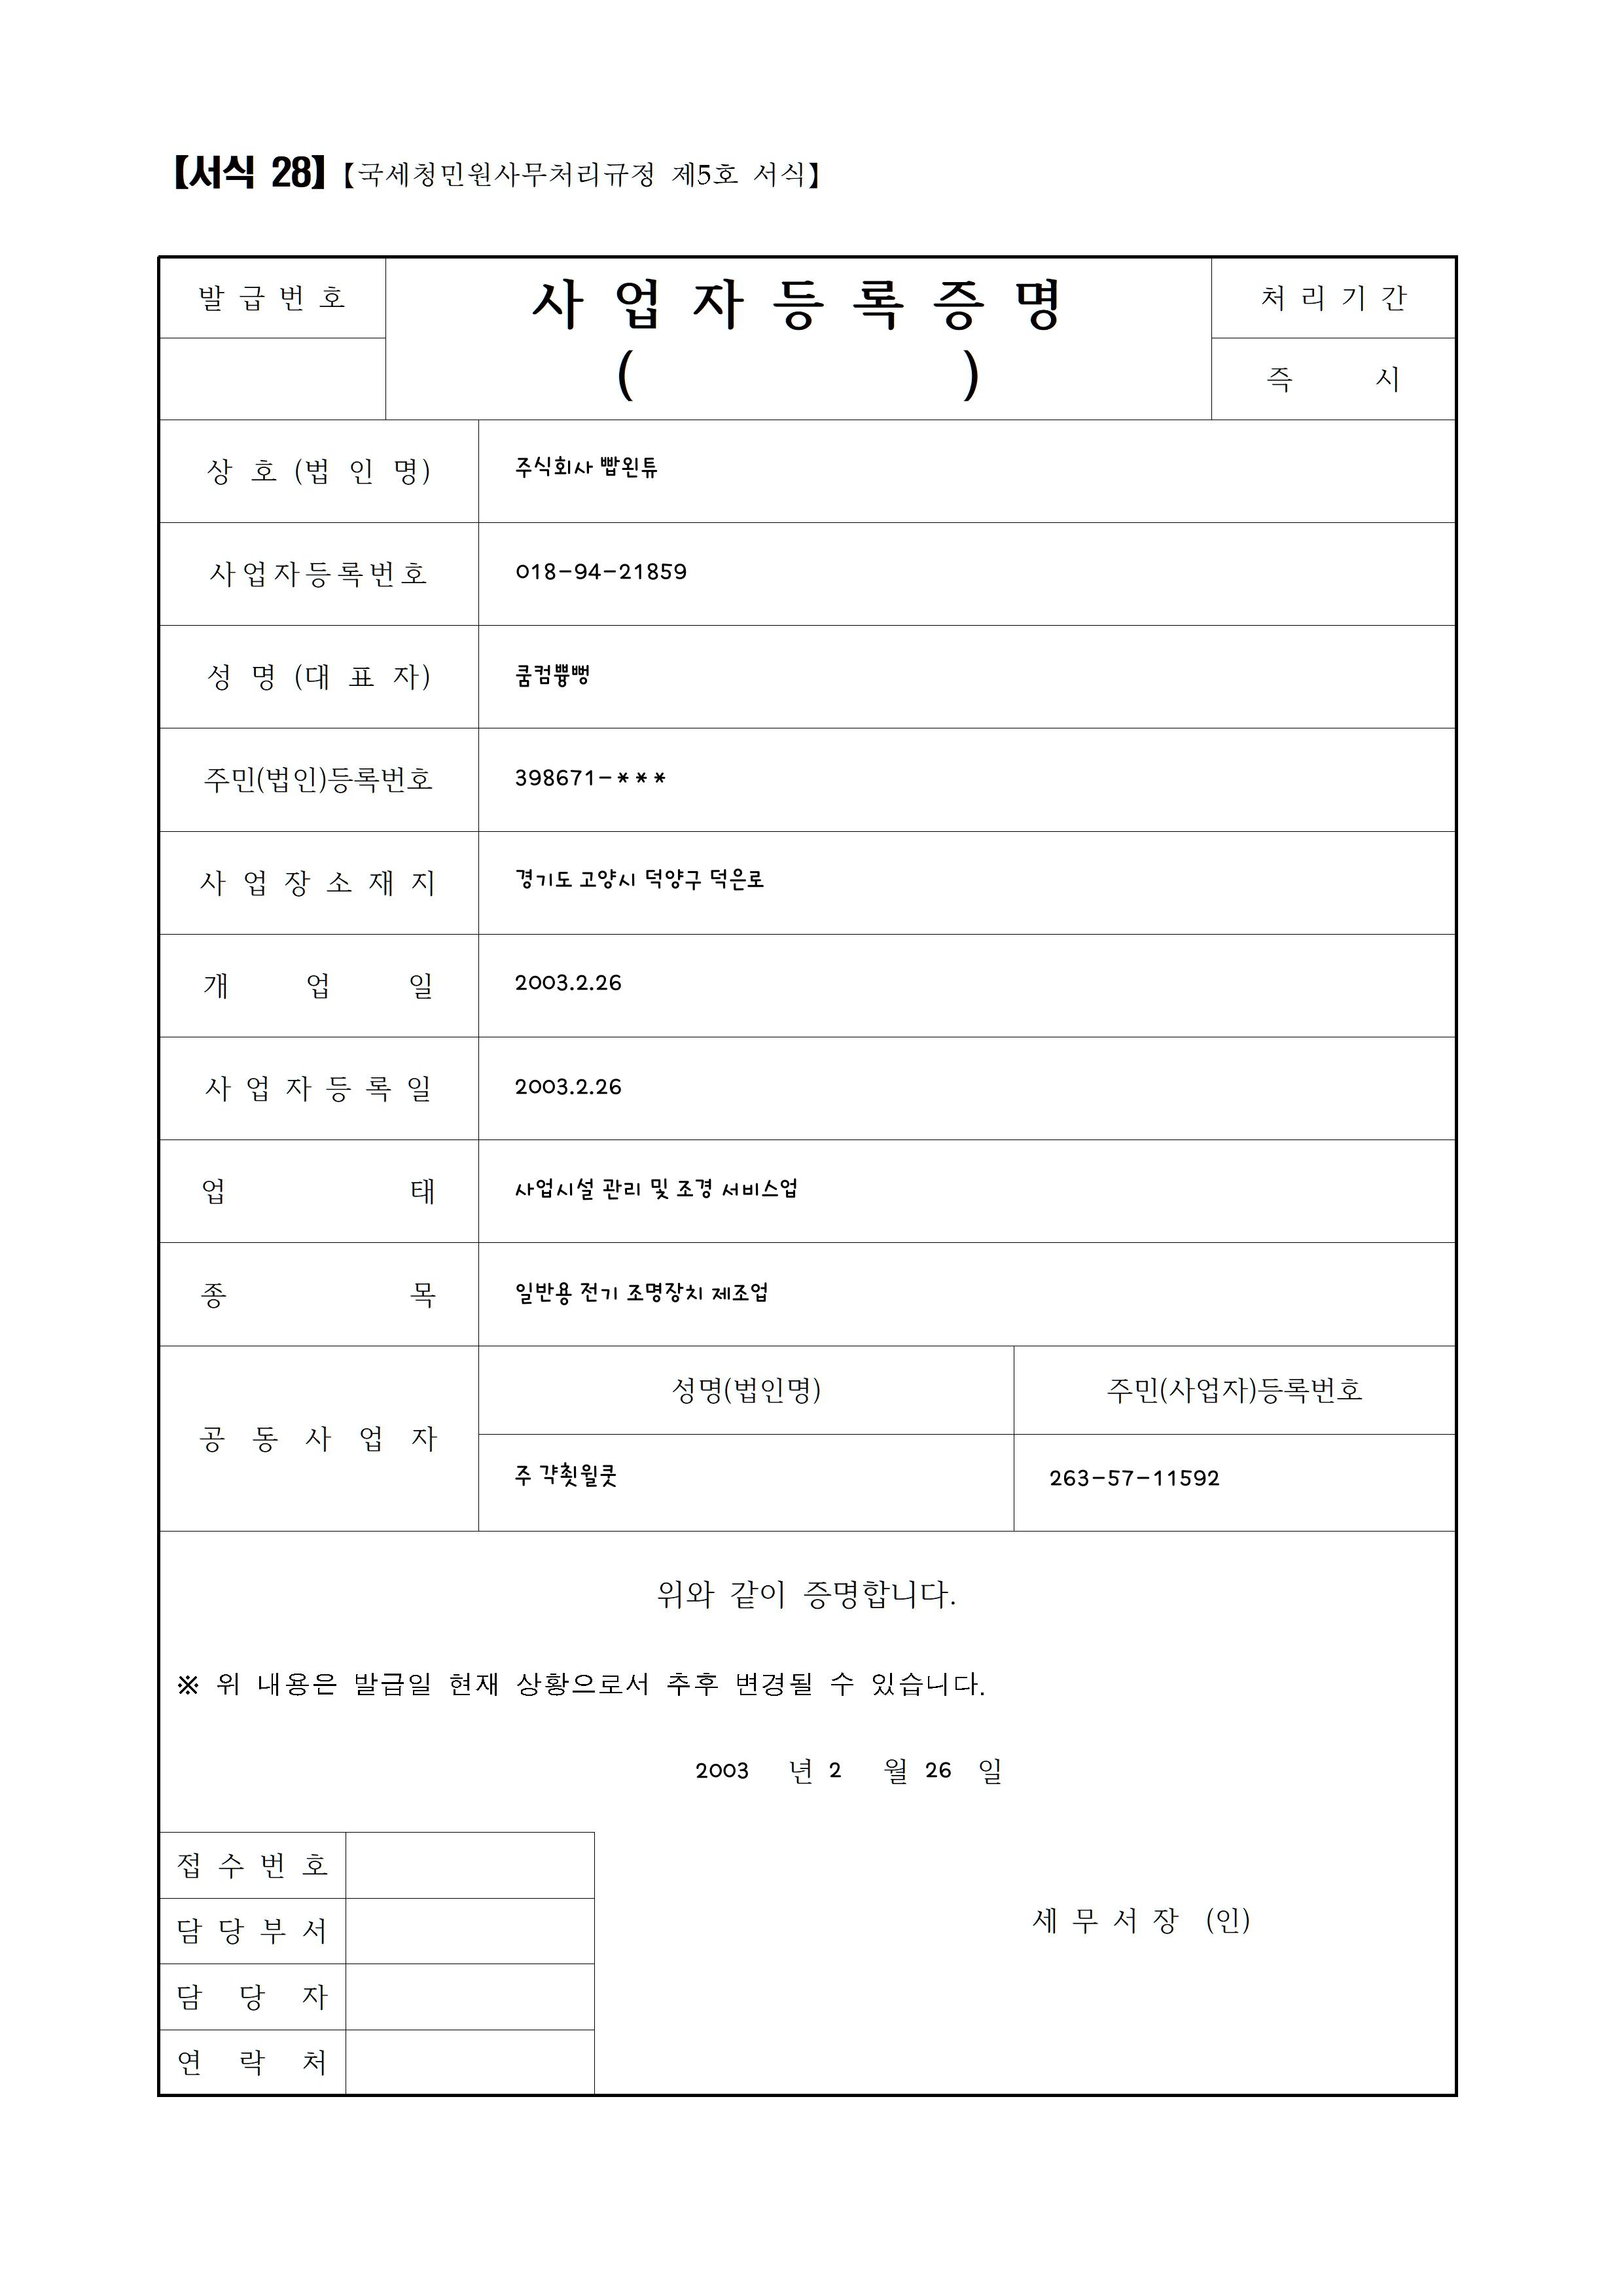 【서식 28】【국세청민원사무처리규정 제5호 서식】
발급번호
사업자등록증명
( )
처리기간
즉 시
상 호 (법 인 명) 주식회사 빱윈튜
사업자등록번호 018-94-21859
성 명 (대 표 자) 쿰컴쁗뻥
주민(법인)등록번호 398671-***
사업장소재지 경기도 고양시 덕양구 덕은로
개 업 일 2003.2.26
사업자등록일 2003.2.26
업 태 사업시설 관리 및 조경 서비스업
종 목 일반용 전기 조명장치 제조업
공동사업자
성명(법인명) 주민(사업자)등록번호
주 263-57-11592
위와 같이 증명합니다.
※ 위 내용은 발급일 현재 상황으로서 추후 변경될 수 있습니다.
2003 년 2 월 26 일
접수번호
담당부서
세무서장 (인)
담 당 자
연 락 처